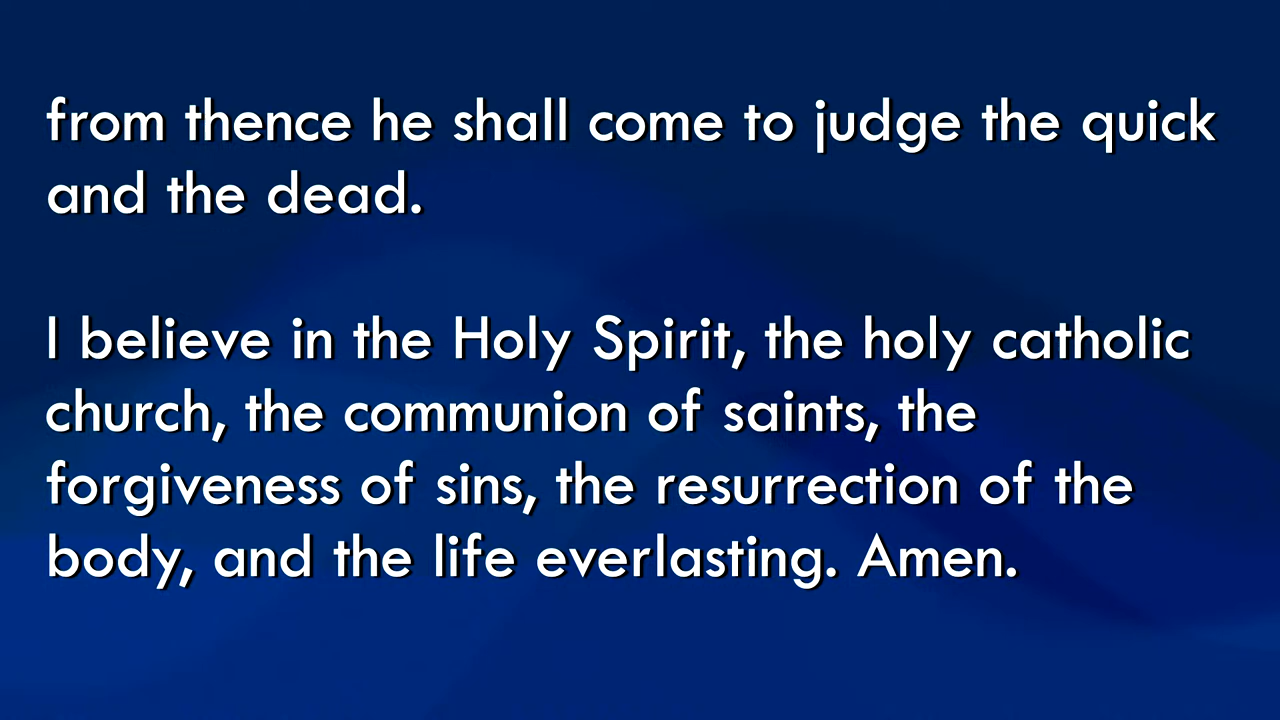 from thence he shall come to judge the quick
and the dead.
I believe in the Holy Spirit, the holy catholic
church, the communion of saints, the
forgiveness of sins, the resurrection of the
body, and the life everlasting. Amen.